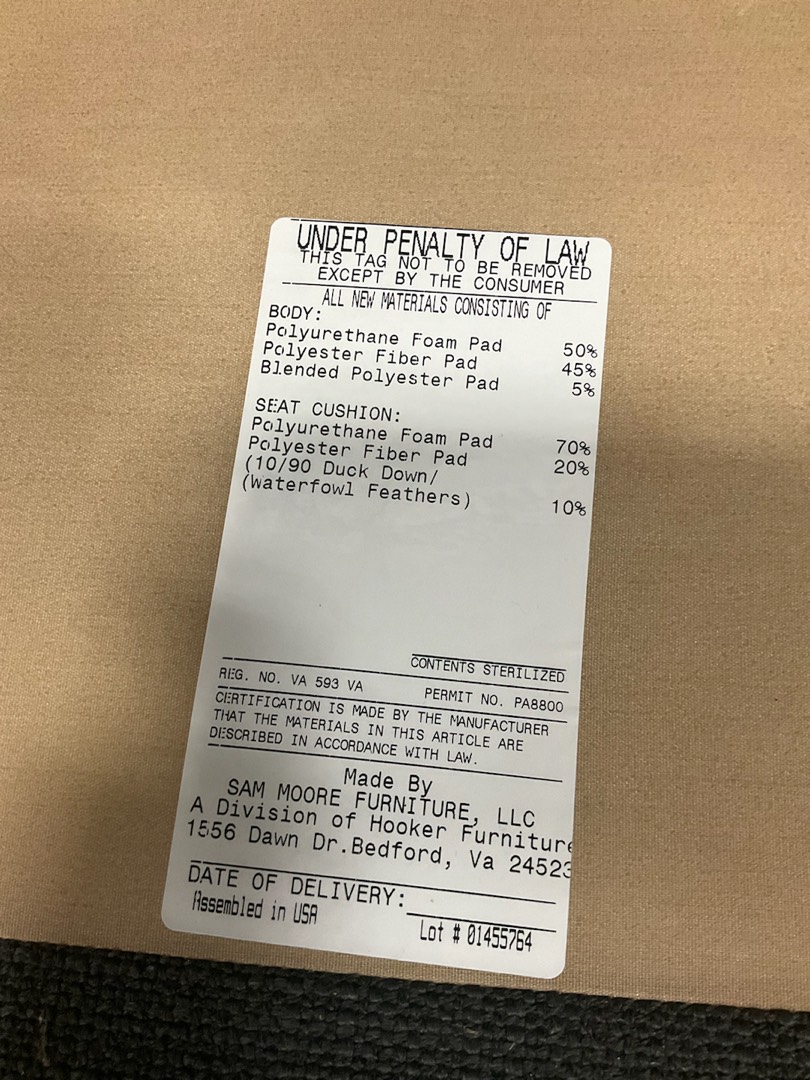 UNDER PENALTY OF LAW
THIS TAG NOT TO BE REMOVED
EXCEPT BY THE CONSUMER
ALL NEW MATERIALS CONSISTING OF
BODY:
Polyurethane Foam Pad 50%
Polyester Fiber Pad 45%
Blended Polyester Pad 5%
SEAT CUSHION:
Polyurethane Foam Pad 70%
Polyester Fiber Pad 20%
(10/90 Duck Down/
(Waterfowl Feathers) 10%
CONTENTS STERILIZED
REG. NO. VA 593 VA PERMIT NO. PA8800
CERTIFICATION IS MADE BY THE MANUFACTURER
THAT THE MATERIALS IN THIS ARTICLE ARE
DESCRIBED IN ACCORDANCE WITH LAW.
Made By
SAM MOORE FURNITURE, LLC
A Division of Hooker Furniture
1556 Dawn Dr.Bedford, Va 24523
DATE OF DELIVERY:
Assembled in USA Lot # 01455764